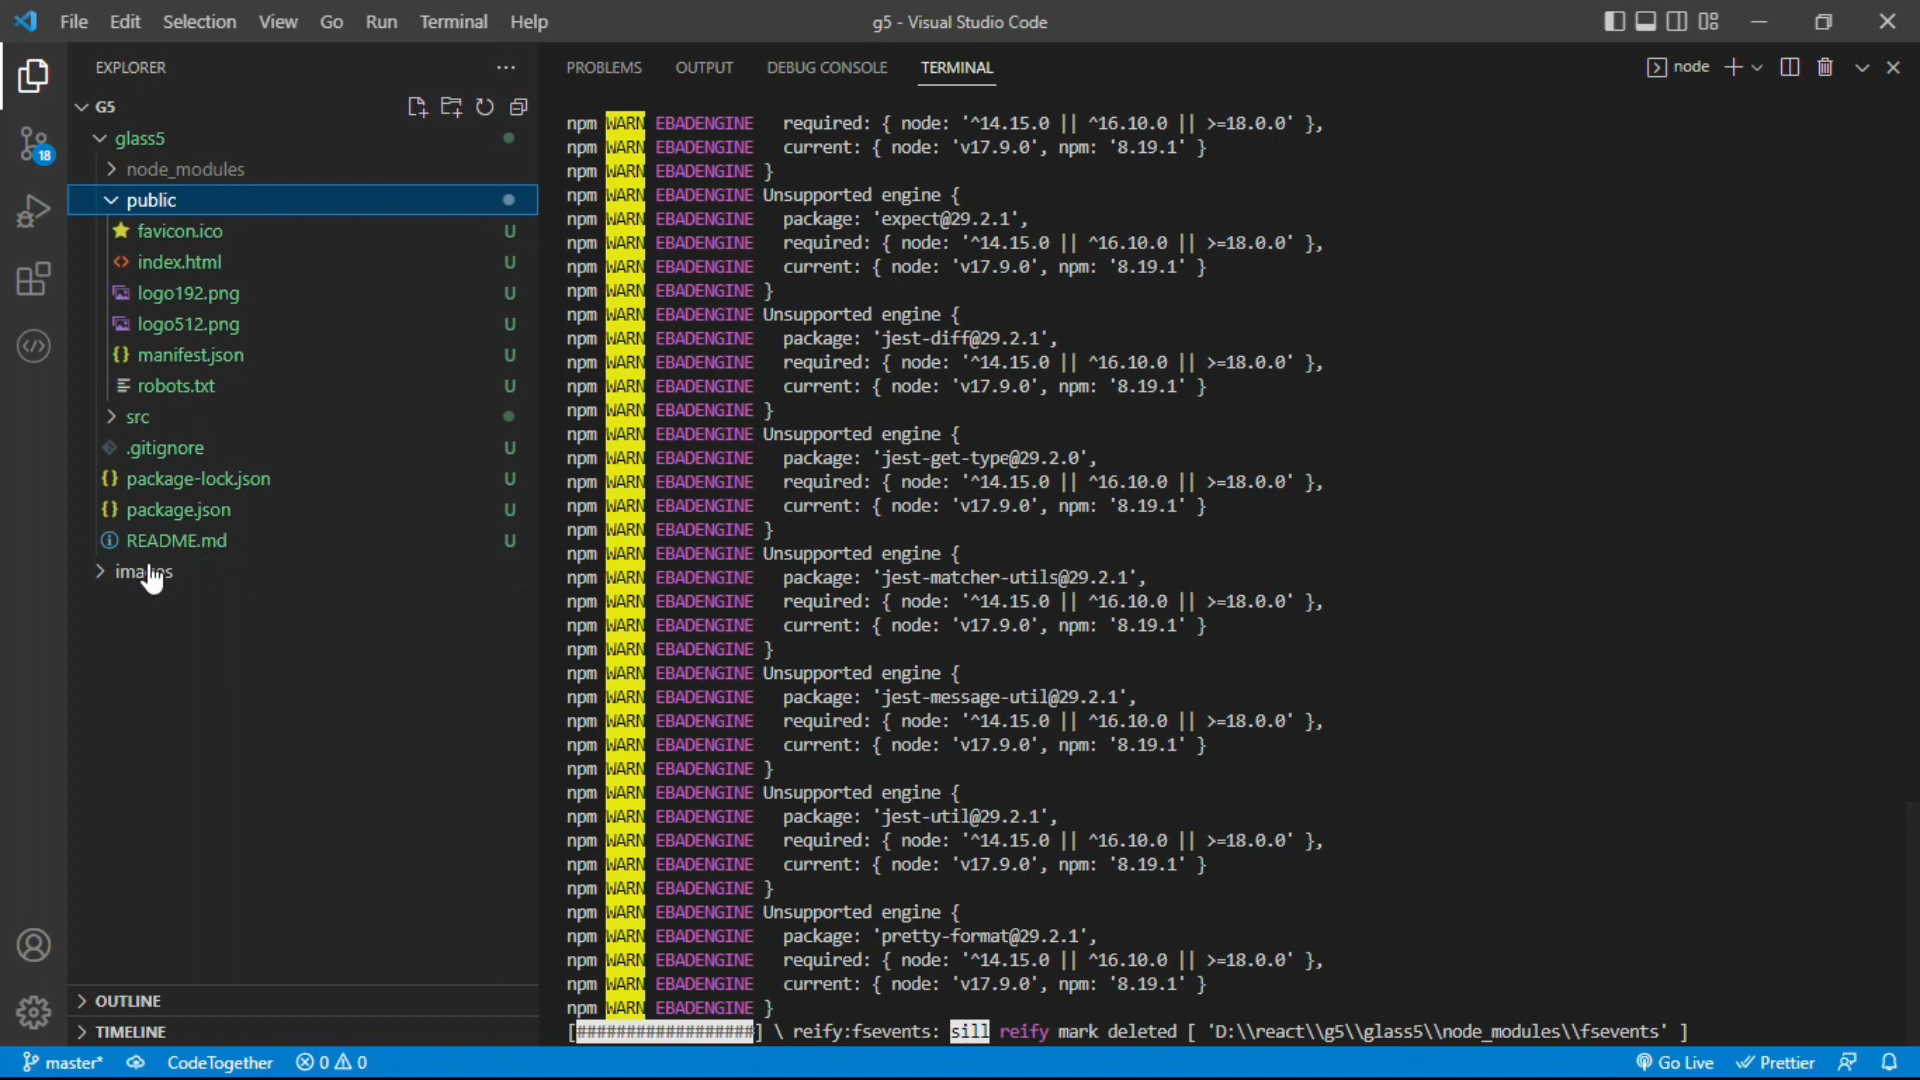 File Edit Selection View Go Run Terminal Help
g5 - Visual Studio Code
EXPLORER
G5
glass5
node_modules
public
favicon.ico U
index.html U
logo192.png U
logo512.png U
manifest.json U
robots.txt U
src
.gitignore U
package-lock.json U
package.json U
README.md U
OUTLINE
TIMELINE
18
PROBLEMS OUTPUT DEBUG CONSOLE TERMINAL
node
npm WARN EBADENGINE   required: { node: '^14.15.0 || ^16.10.0 || >=18.0.0' },
npm WARN EBADENGINE   current: { node: 'v17.9.0', npm: '8.19.1' }
npm WARN EBADENGINE }
npm WARN EBADENGINE Unsupported engine {
npm WARN EBADENGINE   package: 'expect@29.2.1',
npm WARN EBADENGINE   required: { node: '^14.15.0 || ^16.10.0 || >=18.0.0' },
npm WARN EBADENGINE   current: { node: 'v17.9.0', npm: '8.19.1' }
npm WARN EBADENGINE }
npm WARN EBADENGINE Unsupported engine {
npm WARN EBADENGINE   package: 'jest-diff@29.2.1',
npm WARN EBADENGINE   required: { node: '^14.15.0 || ^16.10.0 || >=18.0.0' },
npm WARN EBADENGINE   current: { node: 'v17.9.0', npm: '8.19.1' }
npm WARN EBADENGINE }
npm WARN EBADENGINE Unsupported engine {
npm WARN EBADENGINE   package: 'jest-get-type@29.2.0',
npm WARN EBADENGINE   required: { node: '^14.15.0 || ^16.10.0 || >=18.0.0' },
npm WARN EBADENGINE   current: { node: 'v17.9.0', npm: '8.19.1' }
npm WARN EBADENGINE }
npm WARN EBADENGINE Unsupported engine {
npm WARN EBADENGINE   package: 'jest-matcher-utils@29.2.1',
npm WARN EBADENGINE   required: { node: '^14.15.0 || ^16.10.0 || >=18.0.0' },
npm WARN EBADENGINE   current: { node: 'v17.9.0', npm: '8.19.1' }
npm WARN EBADENGINE }
npm WARN EBADENGINE Unsupported engine {
npm WARN EBADENGINE   package: 'jest-message-util@29.2.1',
npm WARN EBADENGINE   required: { node: '^14.15.0 || ^16.10.0 || >=18.0.0' },
npm WARN EBADENGINE   current: { node: 'v17.9.0', npm: '8.19.1' }
npm WARN EBADENGINE }
npm WARN EBADENGINE Unsupported engine {
npm WARN EBADENGINE   package: 'jest-util@29.2.1',
npm WARN EBADENGINE   required: { node: '^14.15.0 || ^16.10.0 || >=18.0.0' },
npm WARN EBADENGINE   current: { node: 'v17.9.0', npm: '8.19.1' }
npm WARN EBADENGINE }
npm WARN EBADENGINE Unsupported engine {
npm WARN EBADENGINE   package: 'pretty-format@29.2.1',
npm WARN EBADENGINE   required: { node: '^14.15.0 || ^16.10.0 || >=18.0.0' },
npm WARN EBADENGINE   current: { node: 'v17.9.0', npm: '8.19.1' }
npm WARN EBADENGINE }
[##################] \ reify:fsevents: sill reify mark deleted [ 'D:\\react\\g5\\glass5\\node_modules\\fsevents' ]
master* CodeTogether 0 0 Go Live Prettier